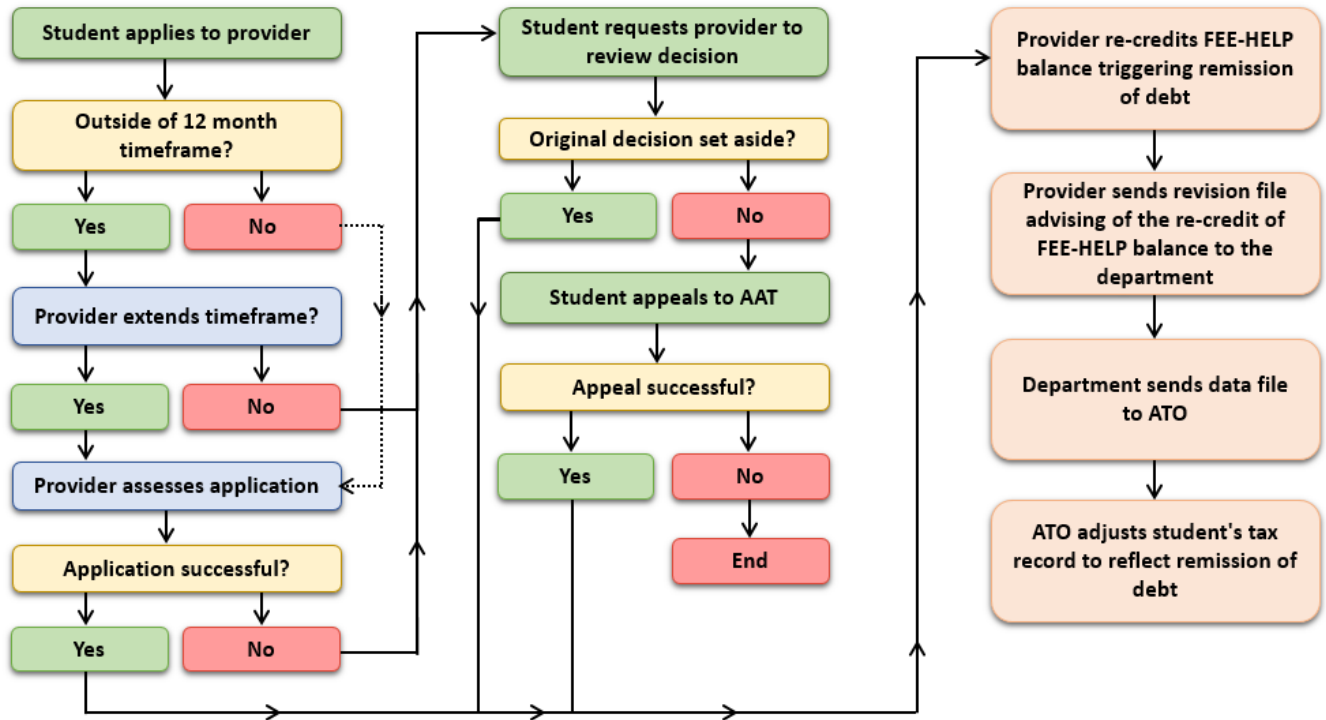 Student applies to provider
Outside of 12 month
timeframe?
Yes
No
Provider extends timeframe?
Yes
No
Provider assesses application
Application successful?
Yes
No
Student requests provider to
review decision
Original decision set aside?
Yes
No
Student appeals to AAT
Appeal successful?
Yes
No
End
Provider re-credits FEE-HELP
balance triggering remission
of debt
Provider sends revision file
advising of the re-credit of
FEE-HELP balance to the
department
Department sends data file
to ATO
ATO adjusts student's tax
record to reflect remission of
debt